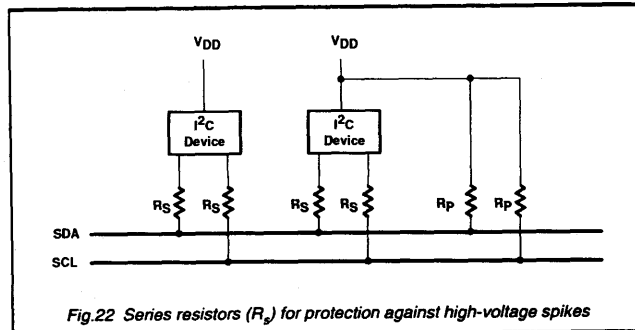 VDD VDD
I²C Device
I²C Device
RS RS RS RS RP RP
SDA
SCL
Fig.22 Series resistors (Rs) for protection against high-voltage spikes